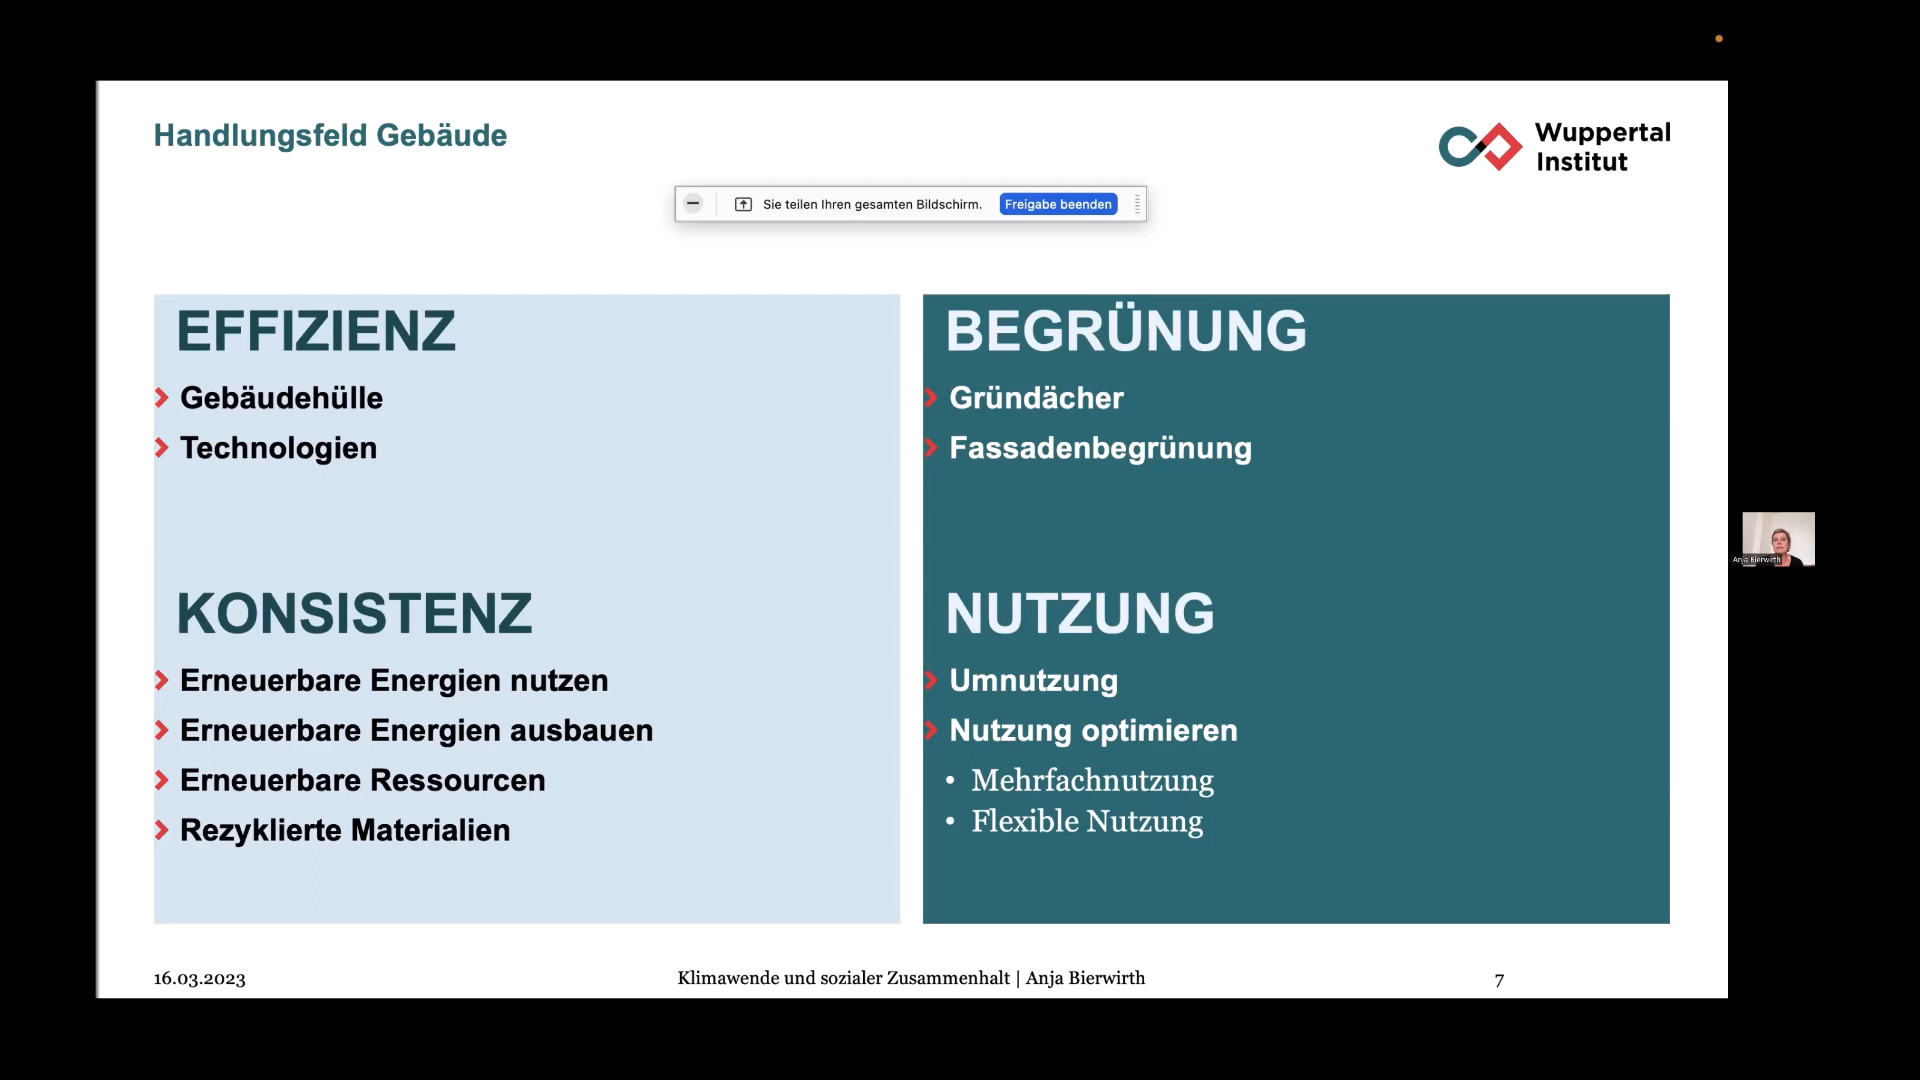 Handlungsfeld Gebäude
Wuppertal
Institut
Sie teilen Ihren gesamten Bildschirm.
Freigabe beenden
EFFIZIENZ
Gebäudehülle
Technologien
KONSISTENZ
Erneuerbare Energien nutzen
Erneuerbare Energien ausbauen
Erneuerbare Ressourcen
Rezyklierte Materialien
BEGRÜNUNG
Gründächer
Fassadenbegrünung
NUTZUNG
Umnutzung
Nutzung optimieren
• Mehrfachnutzung
• Flexible Nutzung
Anja Bierwirth
16.03.2023
Klimawende und sozialer Zusammenhalt | Anja Bierwirth
7